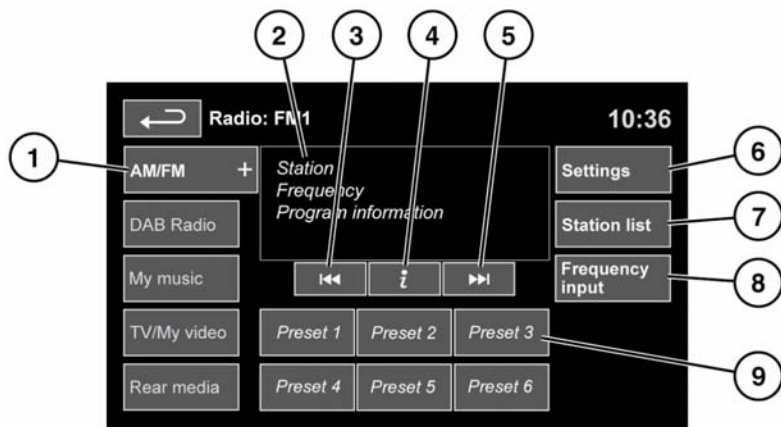 2 3 4 5
Radio: FM1 10:36
1 AM/FM + Station Settings 6
Frequency
Program information
DAB Radio Station list 7
My music i Frequency input 8
TV/My video Preset 1 Preset 2 Preset 3
9
Rear media Preset 4 Preset 5 Preset 6